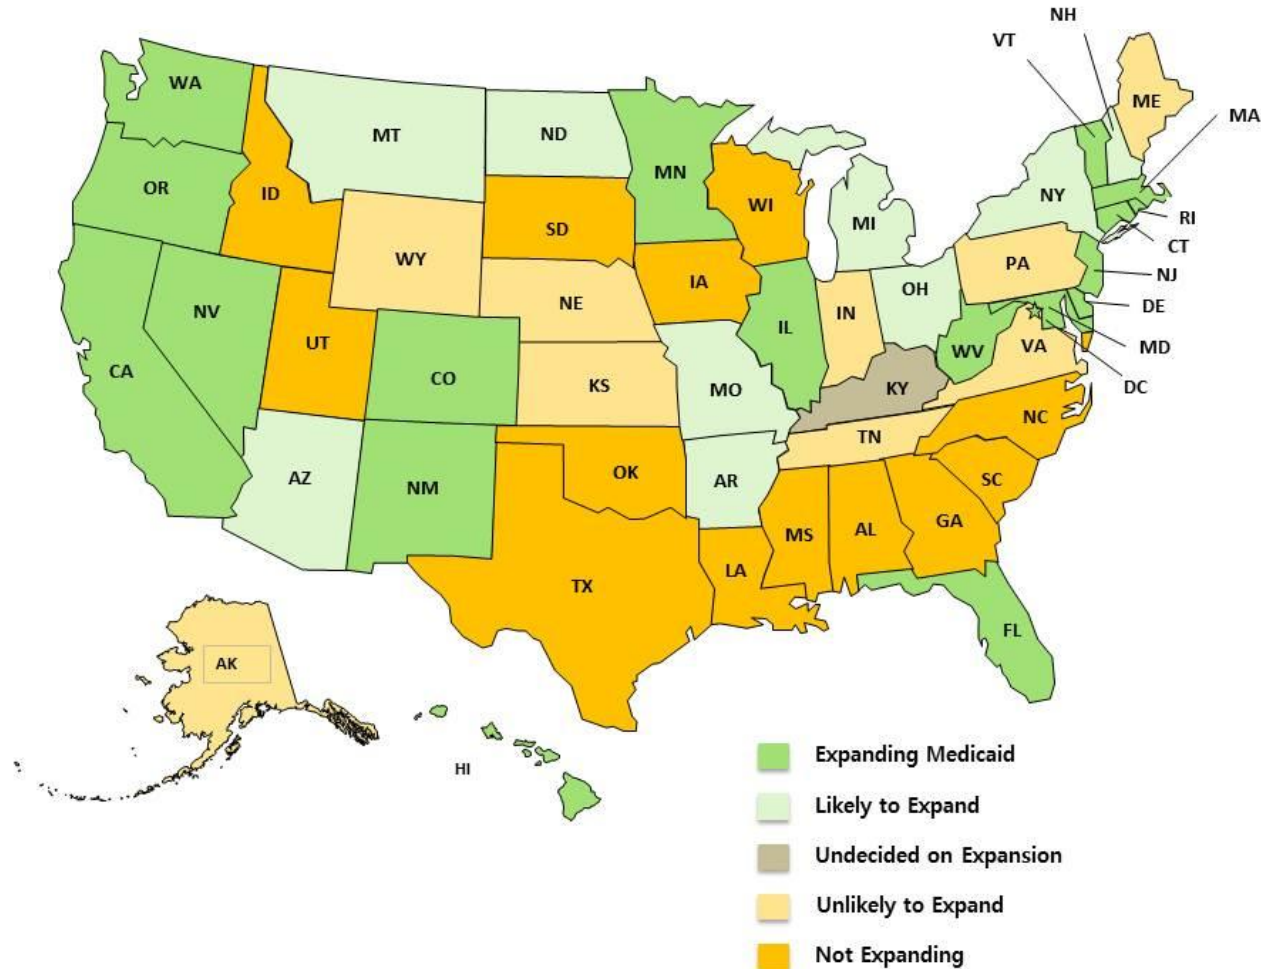 NH
VT
ME
WA
MA
MT
ND
MN
OR
ID
WI
NY
RI
SD
MI
CT
WY
PA
NJ
IA
OH
NE
DE
NV
IL
IN
UT
VA
MD
WV
CA
CO
KS
MO
KY
DC
NC
TN
AZ
OK
NM
AR
SC
GA
MS
AL
LA
TX
FL
AK
HI
Expanding Medicaid
Likely to Expand
Undecided on Expansion
Unlikely to Expand
Not Expanding